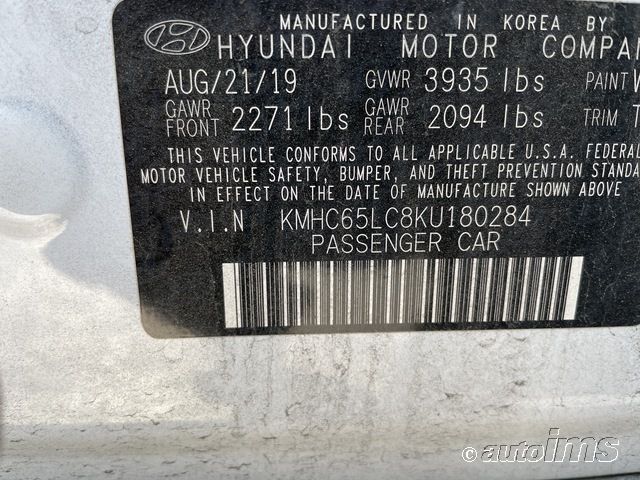 MANUFACTURED IN KOREA BY
HYUNDAI MOTOR COMPAN
AUG/21/19 GVWR 3935 lbs PAINT
GAWR FRONT 2271 lbs GAWR REAR 2094 lbs TRIM T
THIS VEHICLE CONFORMS TO ALL APPLICABLE U.S.A. FEDERAL
MOTOR VEHICLE SAFETY, BUMPER, AND THEFT PREVENTION STANDA
IN EFFECT ON THE DATE OF MANUFACTURE SHOWN ABOVE
V.I.N KMHC65LC8KU180284
PASSENGER CAR
© autoims